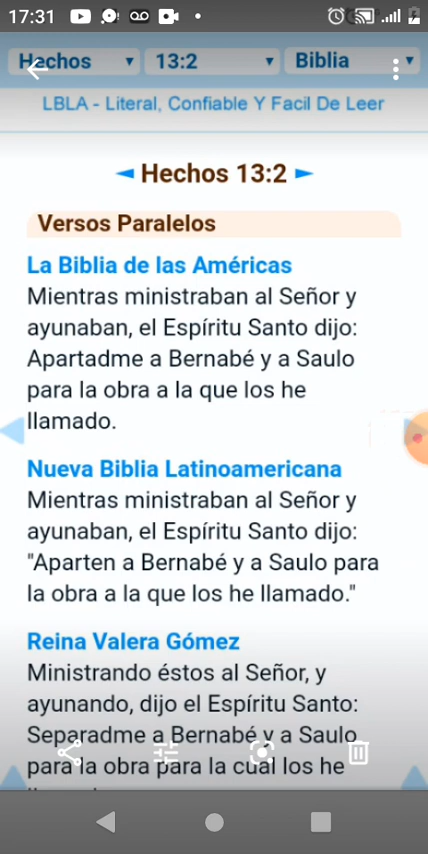 17:31
Hechos 13:2 Biblia
LBLA - Literal, Confiable Y Facil De Leer
Hechos 13:2
Versos Paralelos
La Biblia de las Américas
Mientras ministraban al Señor y
ayunaban, el Espíritu Santo dijo:
Apartadme a Bernabé y a Saulo
para la obra a la que los he
llamado.
Nueva Biblia Latinoamericana
Mientras ministraban al Señor y
ayunaban, el Espíritu Santo dijo:
"Aparten a Bernabé y a Saulo para
la obra a la que los he llamado."
Reina Valera Gómez
Ministrando éstos al Señor, y
ayunando, dijo el Espíritu Santo:
Separadme a Bernabé y a Saulo
para la obra para la cual los he